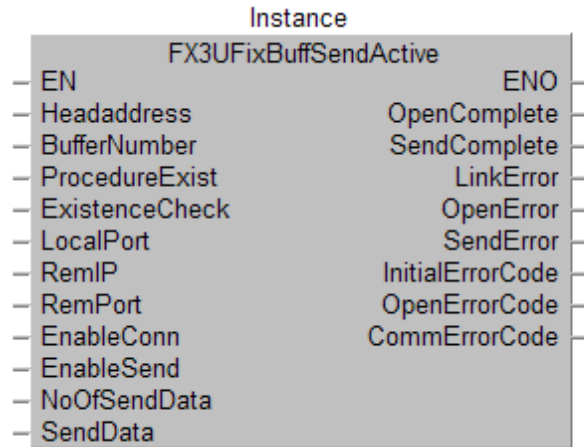 Instance
FX3UFixBuffSendActive
EN ENO
Headaddress OpenComplete
BufferNumber SendComplete
ProcedureExist LinkError
ExistenceCheck OpenError
LocalPort SendError
RemIP InitialErrorCode
RemPort OpenErrorCode
EnableConn CommErrorCode
EnableSend
NoOfSendData
SendData